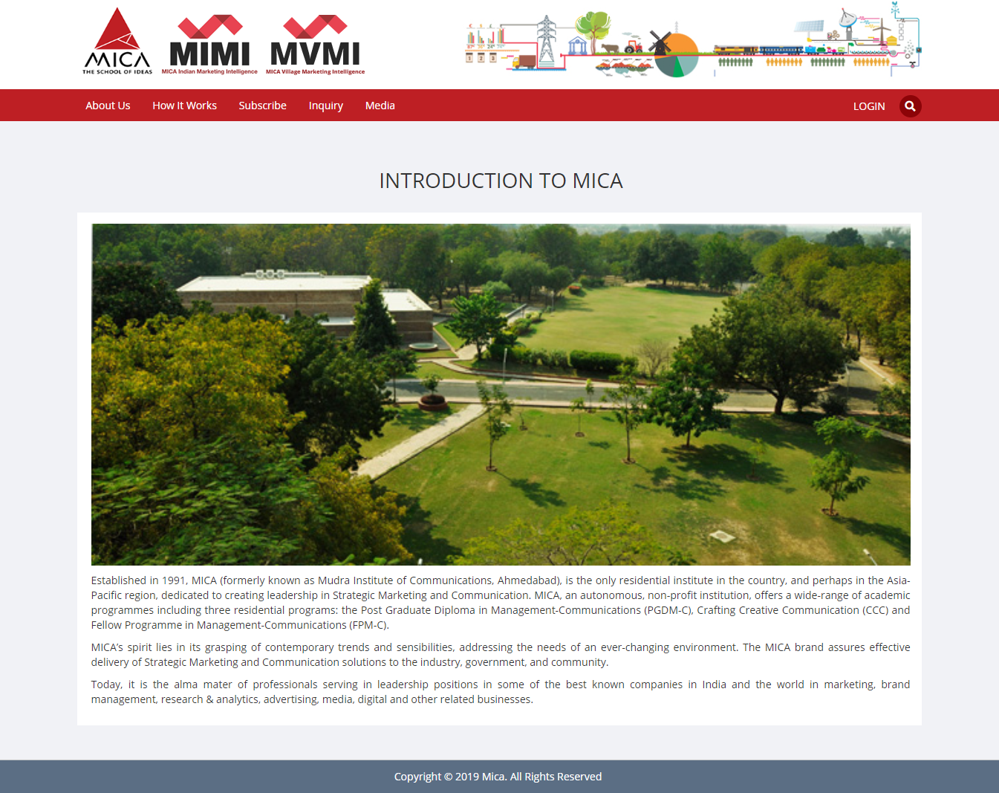 MICA
THE SCHOOL OF IDEAS
MIMI
MICA Indian Marketing Intelligence
MVMI
MICA Village Marketing Intelligence
About Us
How It Works
Subscribe
Inquiry
Media
LOGIN
INTRODUCTION TO MICA
Established in 1991, MICA (formerly known as Mudra Institute of Communications, Ahmedabad), is the only residential institute in the country, and perhaps in the Asia-
Pacific region, dedicated to creating leadership in Strategic Marketing and Communication. MICA, an autonomous, non-profit institution, offers a wide-range of academic
programmes including three residential programs: the Post Graduate Diploma in Management-Communications (PGDM-C), Crafting Creative Communication (CCC) and
Fellow Programme in Management-Communications (FPM-C).
MICA’s spirit lies in its grasping of contemporary trends and sensibilities, addressing the needs of an ever-changing environment. The MICA brand assures effective
delivery of Strategic Marketing and Communication solutions to the industry, government, and community.
Today, it is the alma mater of professionals serving in leadership positions in some of the best known companies in India and the world in marketing, brand
management, research & analytics, advertising, media, digital and other related businesses.
Copyright © 2019 Mica. All Rights Reserved